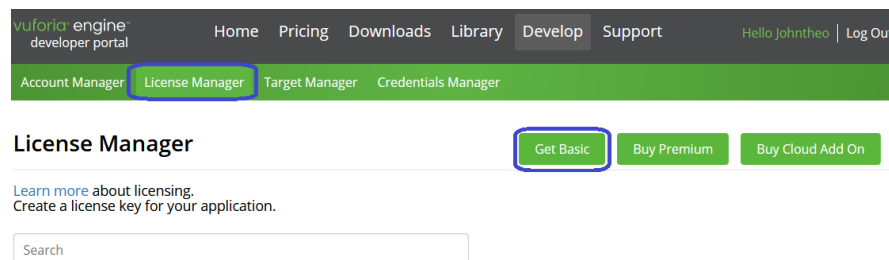 vuforia engine™
developer portal
Home Pricing Downloads Library Develop Support
Hello Johntheo | Log Out
Account Manager License Manager Target Manager Credentials Manager
License Manager
Get Basic Buy Premium Buy Cloud Add On
Learn more about licensing.
Create a license key for your application.
Search